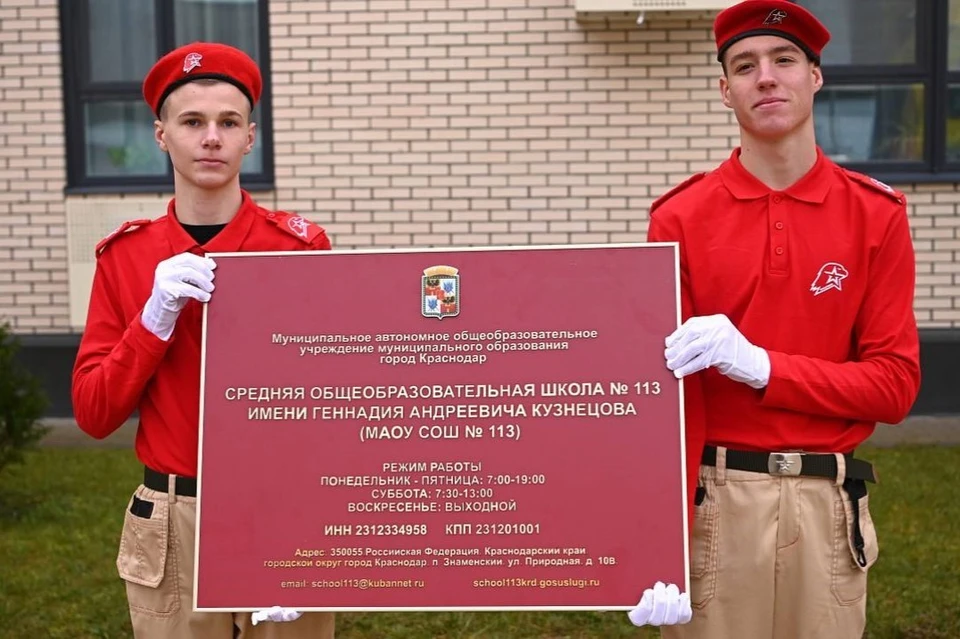 Муниципальное автономное общеобразовательное
учреждение муниципального образования
город Краснодар
СРЕДНЯЯ ОБЩЕОБРАЗОВАТЕЛЬНАЯ ШКОЛА № 113
ИМЕНИ ГЕННАДИЯ АНДРЕЕВИЧА КУЗНЕЦОВА
(МАОУ СОШ № 113)
РЕЖИМ РАБОТЫ
ПОНЕДЕЛЬНИК - ПЯТНИЦА: 7:00-19:00
СУББОТА: 7:30-13:00
ВОСКРЕСЕНЬЕ: ВЫХОДНОЙ
ИНН 2312334958 КПП 231201001
Адрес: 350055 Российская Федерация, Краснодарский край
городской округ город Краснодар, п. Знаменский, ул. Природная, д. 10В.
email: school113@kubannet.ru school113krd.gosuslugi.ru